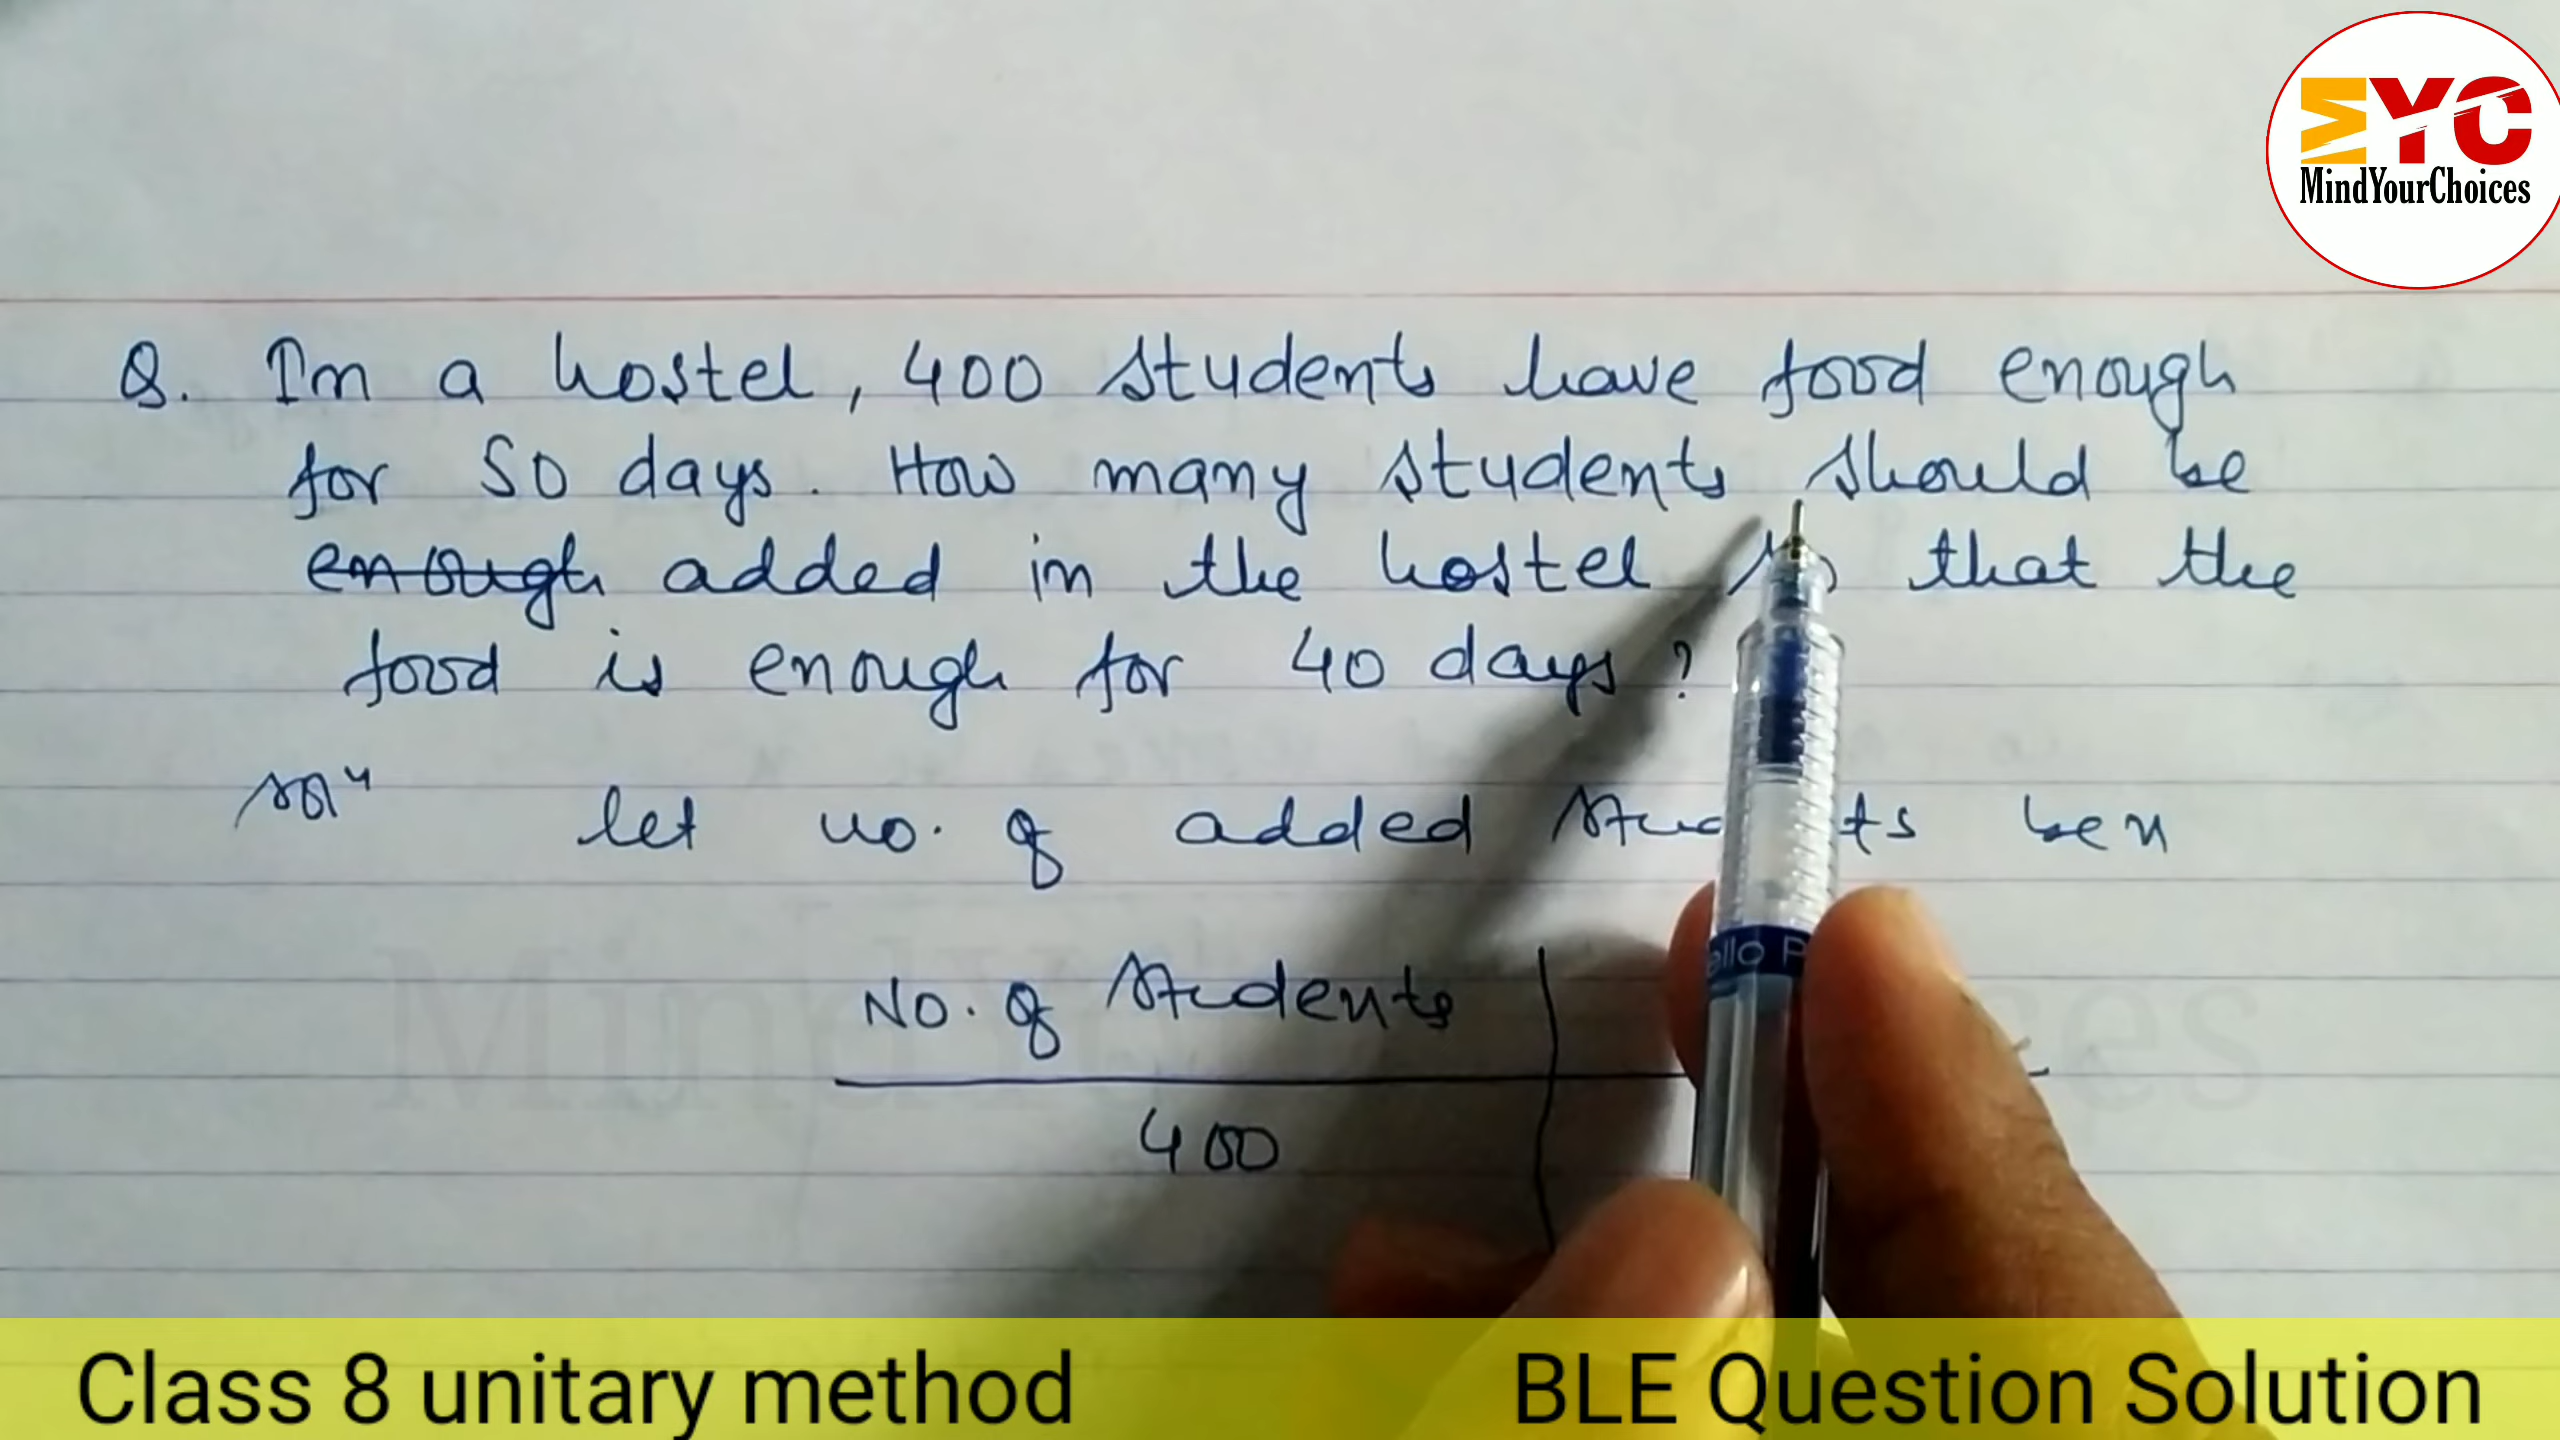 MYC
MindYourChoices
Q. In a hostel, 400 students have food enough
for 50 days. How many students should be
enough added in the hostel so that the
food is enough for 40 days?
sol^n let no. of added students be x
No. of students
400
Class 8 unitary method
BLE Question Solution